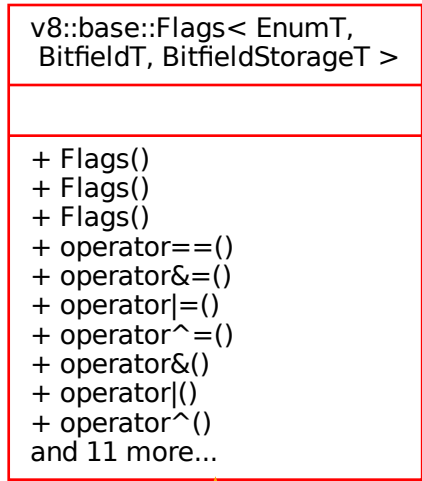 v8::base::Flags< EnumT,
BitfieldT, BitfieldStorageT >
+ Flags()
+ Flags()
+ Flags()
+ operator==()
+ operator&=()
+ operator|=()
+ operator^=()
+ operator&()
+ operator|()
+ operator^()
and 11 more...